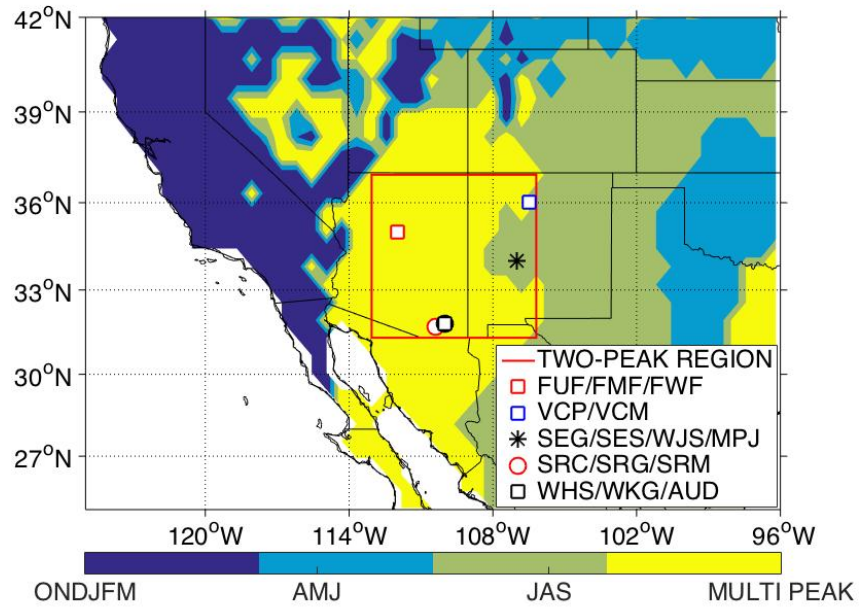 42°N
39°N
36°N
33°N
30°N
27°N
TWO-PEAK REGION
FUF/FMF/FWF
VCP/VCM
SEG/SES/WJS/MPJ
SRC/SRG/SRM
WHS/WKG/AUD
120°W 114°W 108°W 102°W 96°W
ONDJFM AMJ JAS MULTI PEAK